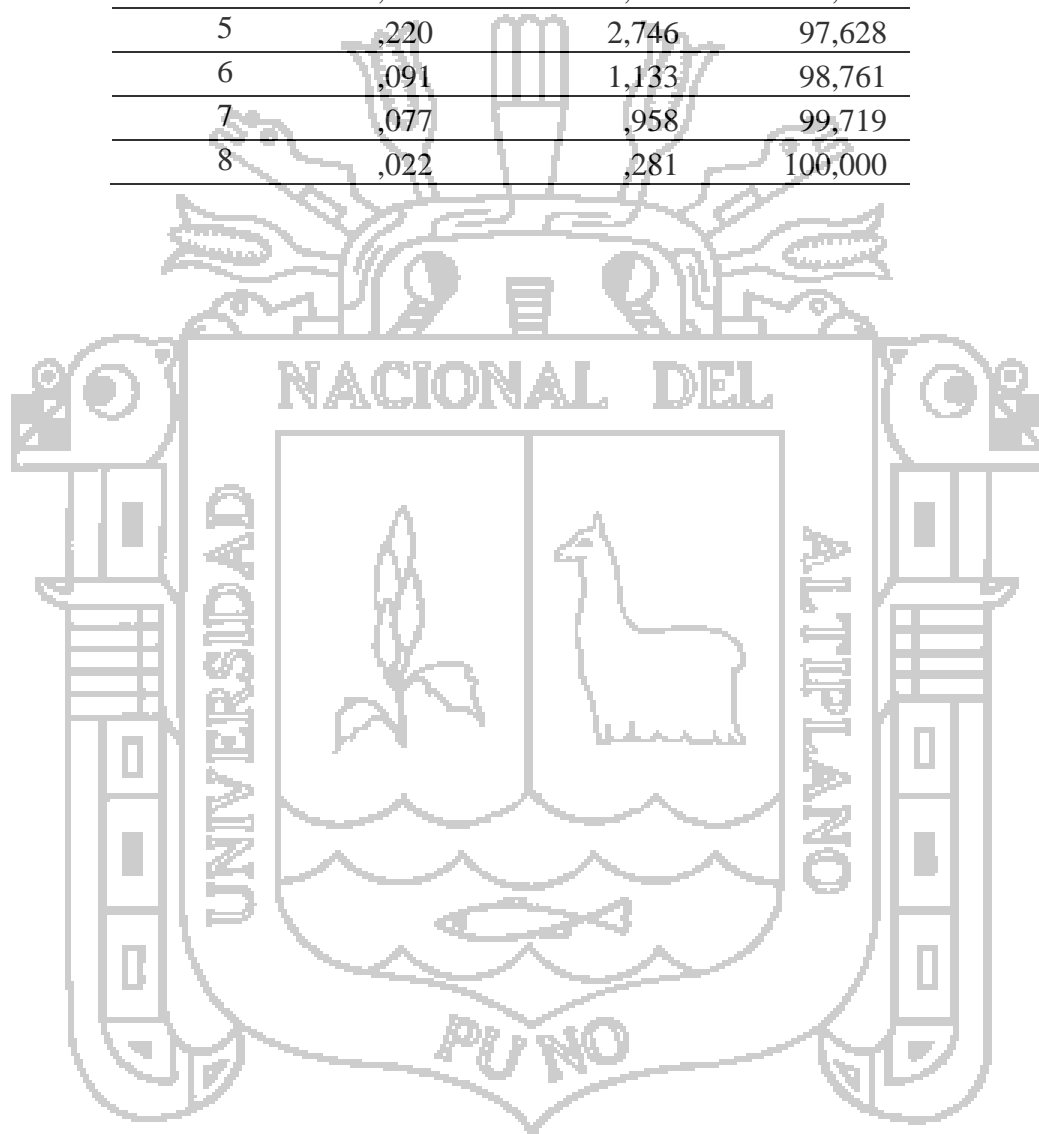 5 ,220 2,746 97,628
6 ,091 1,133 98,761
7 ,077 ,958 99,719
8 ,022 ,281 100,000
NACIONAL DEL
UNIVERSIDAD
ALTIPLANO
PUNO